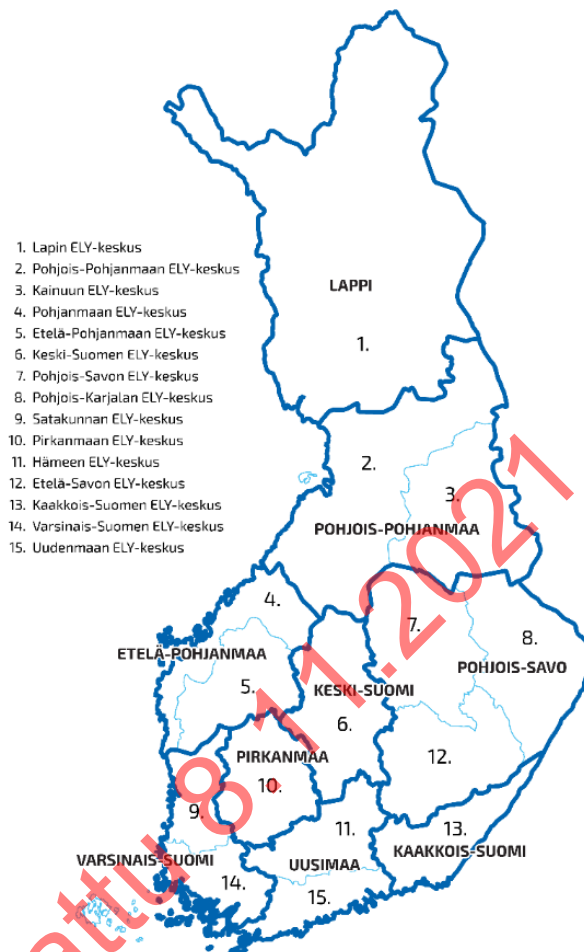 1. Lapin ELY-keskus
2. Pohjois-Pohjanmaan ELY-keskus
3. Kainuun ELY-keskus
4. Pohjanmaan ELY-keskus
5. Etelä-Pohjanmaan ELY-keskus
6. Keski-Suomen ELY-keskus
7. Pohjois-Savon ELY-keskus
8. Pohjois-Karjalan ELY-keskus
9. Satakunnan ELY-keskus
10. Pirkanmaan ELY-keskus
11. Hämeen ELY-keskus
12. Etelä-Savon ELY-keskus
13. Kaakkois-Suomen ELY-keskus
14. Varsinais-Suomen ELY-keskus
15. Uudenmaan ELY-keskus
LAPPI
1.
2.
3.
POHJOIS-POHJANMAA
4.
7.
8.
ETELÄ-POHJANMAA
POHJOIS-SAVO
5.
KESKI-SUOMI
6.
PIRKANMAA
12.
10.
9.
11.
13.
KAAKKOIS-SUOMI
VARSINAIS-SUOMI
UUSIMAA
14.
15.
8.11.2021